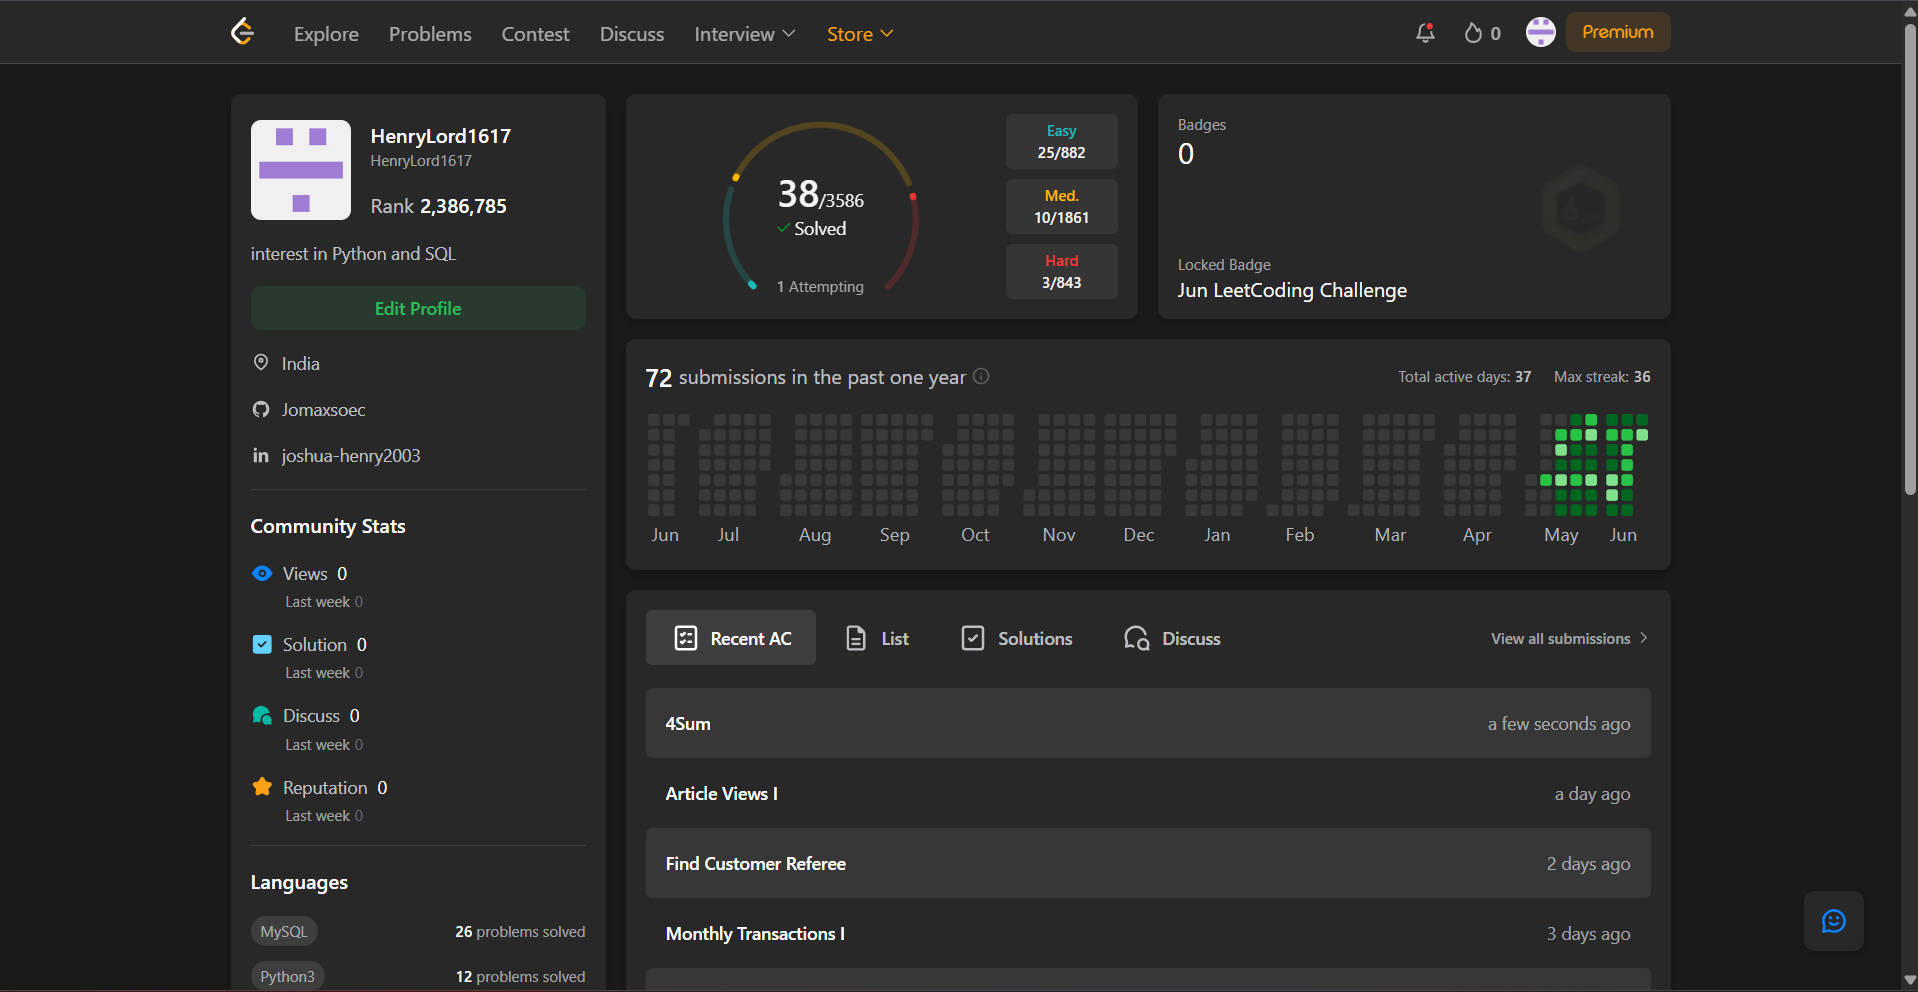 Explore Problems Contest Discuss Interview Store 0 Premium
HenryLord1617
HenryLord1617
Rank 2,386,785
interest in Python and SQL
Edit Profile
India
Jomaxsoec
joshua-henry2003
Community Stats
Views 0
Last week 0
Solution 0
Last week 0
Discuss 0
Last week 0
Reputation 0
Last week 0
Languages
MySQL 26 problems solved
Python3 12 problems solved
38/3586
Solved
1 Attempting
Easy
25/882
Med.
10/1861
Hard
3/843
Badges
0
Locked Badge
Jun LeetCoding Challenge
72 submissions in the past one year Total active days: 37 Max streak: 36
Jun Jul Aug Sep Oct Nov Dec Jan Feb Mar Apr May Jun
Recent AC List Solutions Discuss View all submissions
4Sum a few seconds ago
Article Views I a day ago
Find Customer Referee 2 days ago
Monthly Transactions I 3 days ago